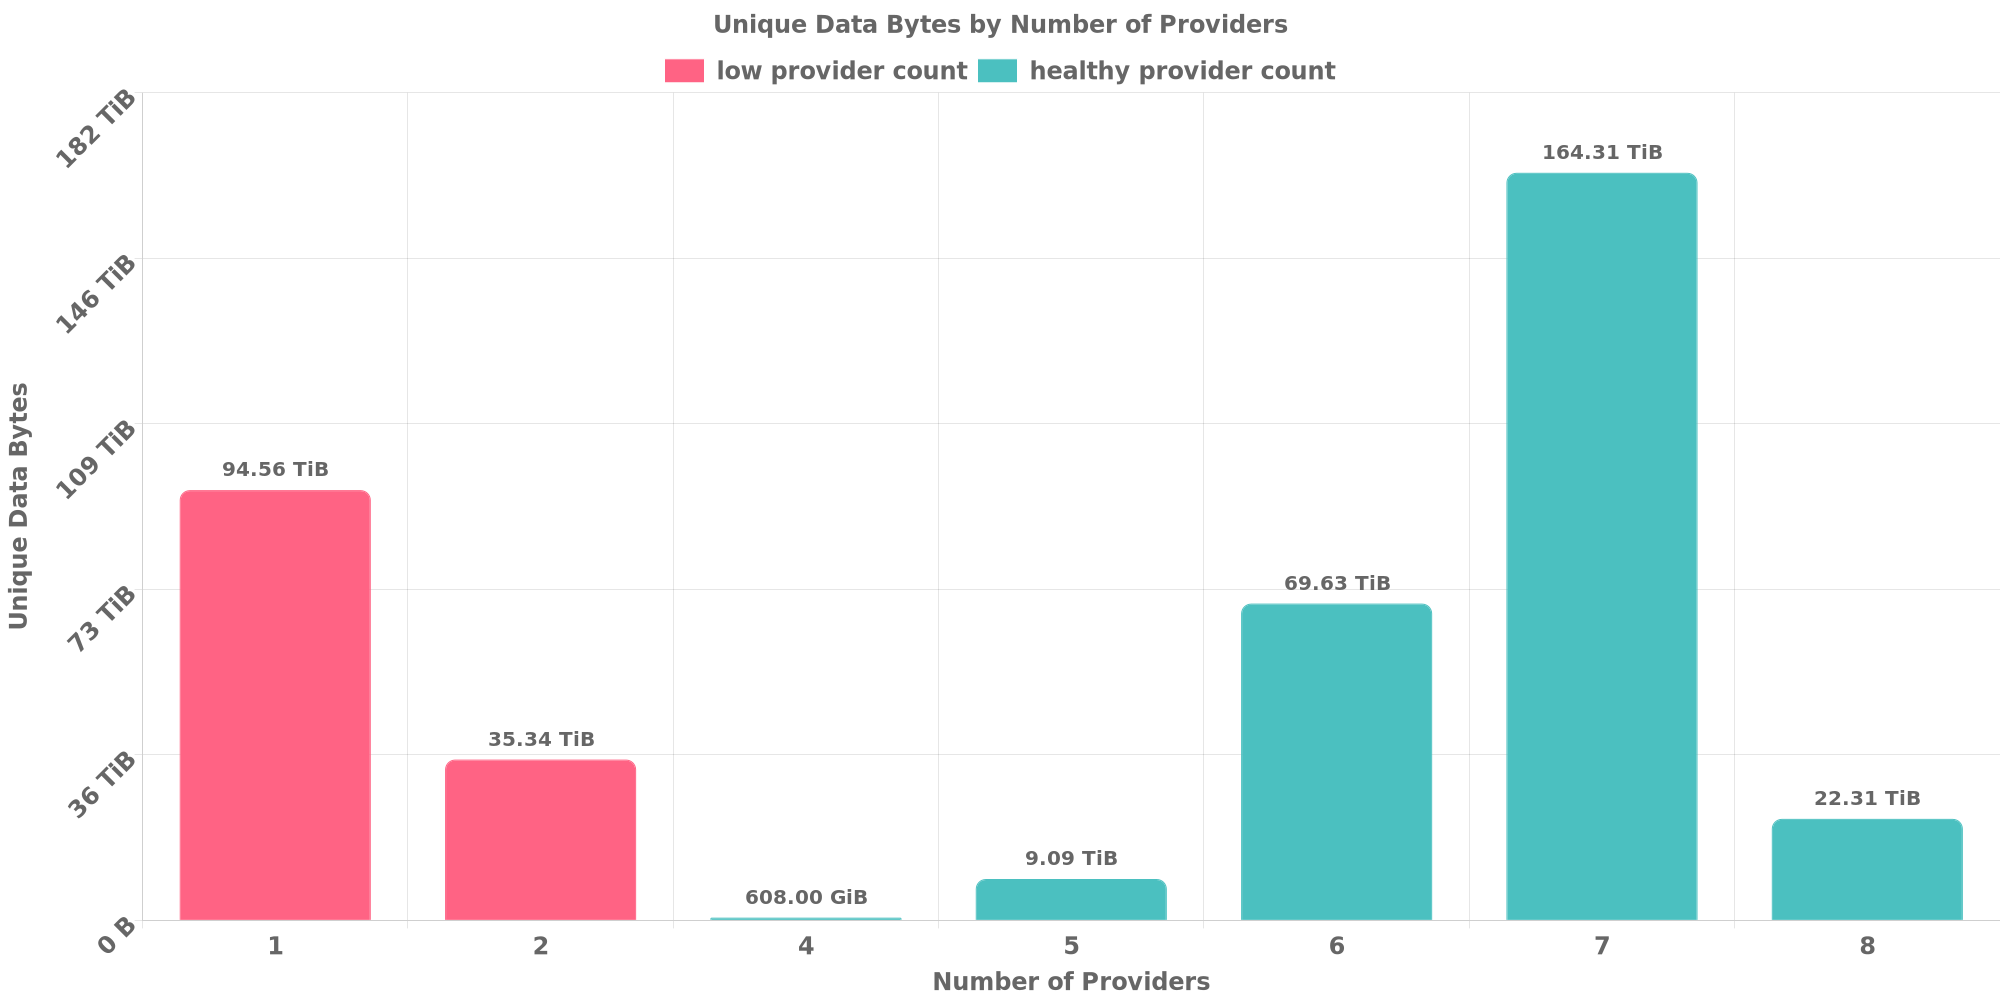 Unique Data Bytes by Number of Providers
low provider count healthy provider count
182 TiB
146 TiB
109 TiB
73 TiB
36 TiB
0 B
Unique Data Bytes
94.56 TiB
35.34 TiB
608.00 GiB
9.09 TiB
69.63 TiB
164.31 TiB
22.31 TiB
1 2 4 5 6 7 8
Number of Providers